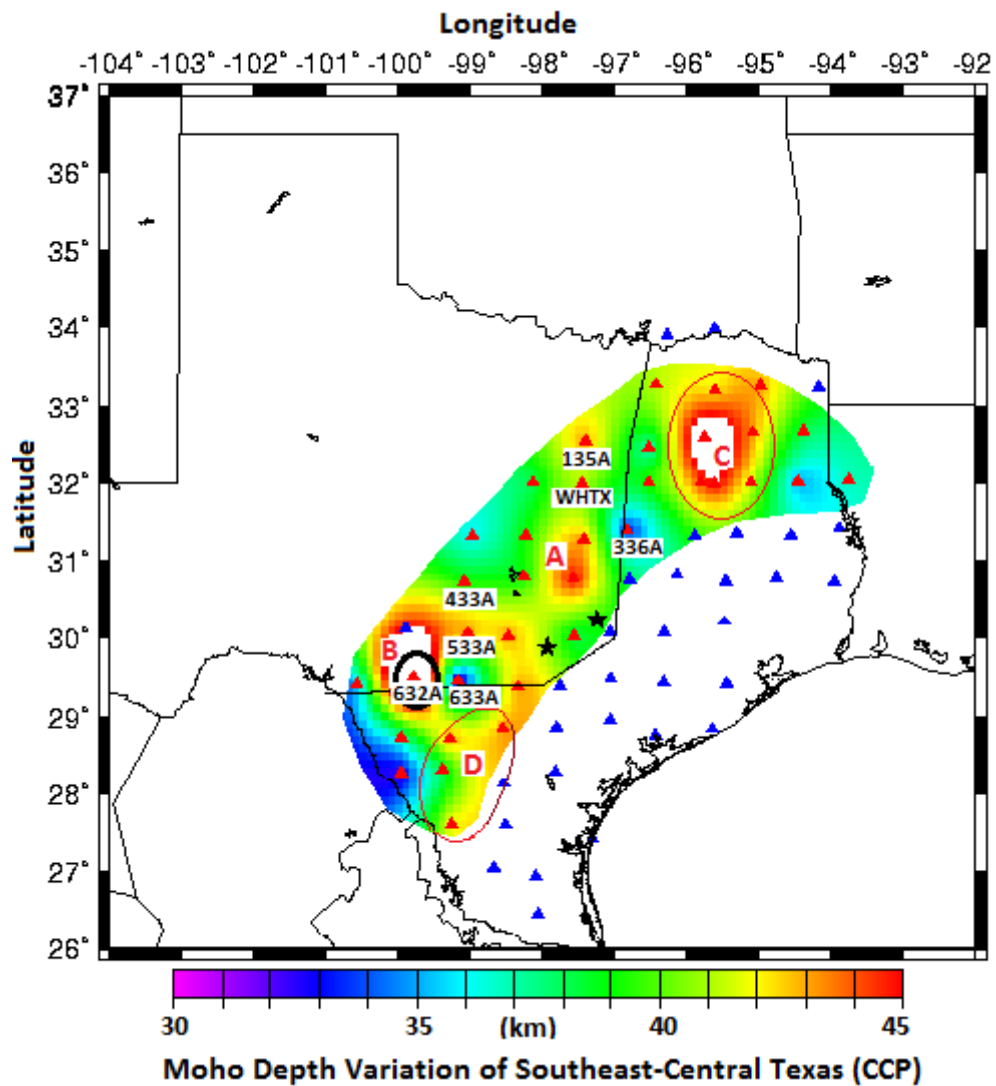 Longitude
-104° -103° -102° -101° -100° -99° -98° -97° -96° -95° -94° -93° -92°
37°
36°
35°
34°
33°
32°
31°
30°
29°
28°
27°
26°
Latitude
C
135A
WHTX
A
336A
433A
B
533A
632A
633A
D
30 35 (km) 40 45
Moho Depth Variation of Southeast-Central Texas (CCP)